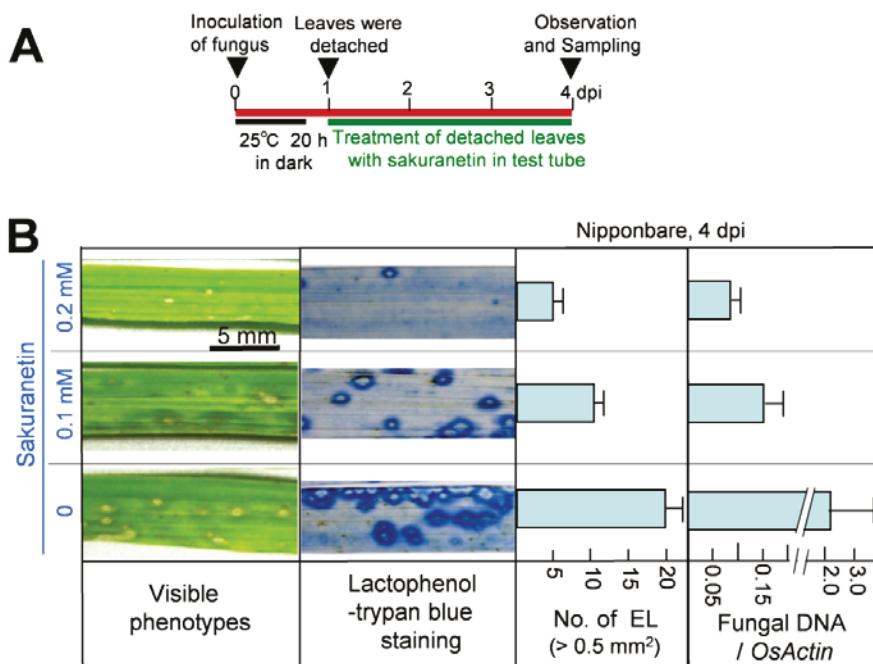 A
Inoculation
of fungus
Leaves were
detached
Observation
and Sampling
0 1 2 3 4 dpi
25℃ 20 h
in dark
Treatment of detached leaves
with sakuranetin in test tube
B
Nipponbare, 4 dpi
Sakuranetin
0.2 mM
5 mm
0.1 mM
0
5 10 15 20
0.05 0.15 2.0 3.0
Visible
phenotypes
Lactophenol
-trypan blue
staining
No. of EL
(> 0.5 mm²)
Fungal DNA
/ OsActin